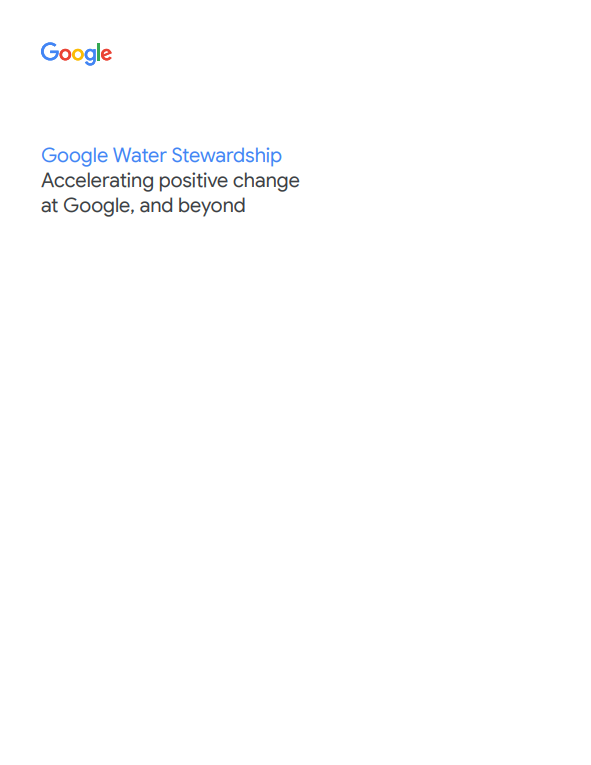 Google
Google Water Stewardship
Accelerating positive change
at Google, and beyond